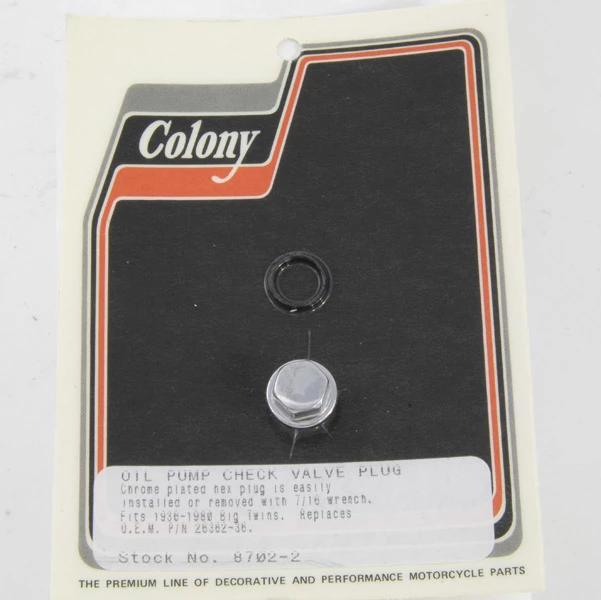 Colony
OIL PUMP CHECK VALVE PLUG
Chrome plated hex plug is easily
installed or removed with 7/16 wrench.
Fits 1936-1980 Big Twins. Replaces
O.E.M. P/N 26362-36.
Stock No. 8702-2
THE PREMIUM LINE OF DECORATIVE AND PERFORMANCE MOTORCYCLE PARTS